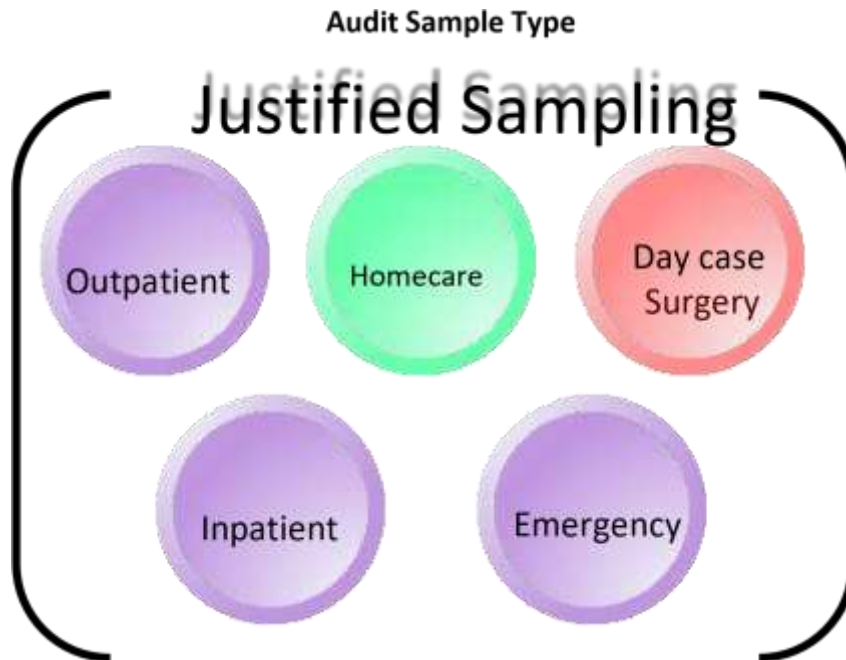 Audit Sample Type
Justified Sampling
Outpatient
Homecare
Day case
Surgery
Inpatient
Emergency